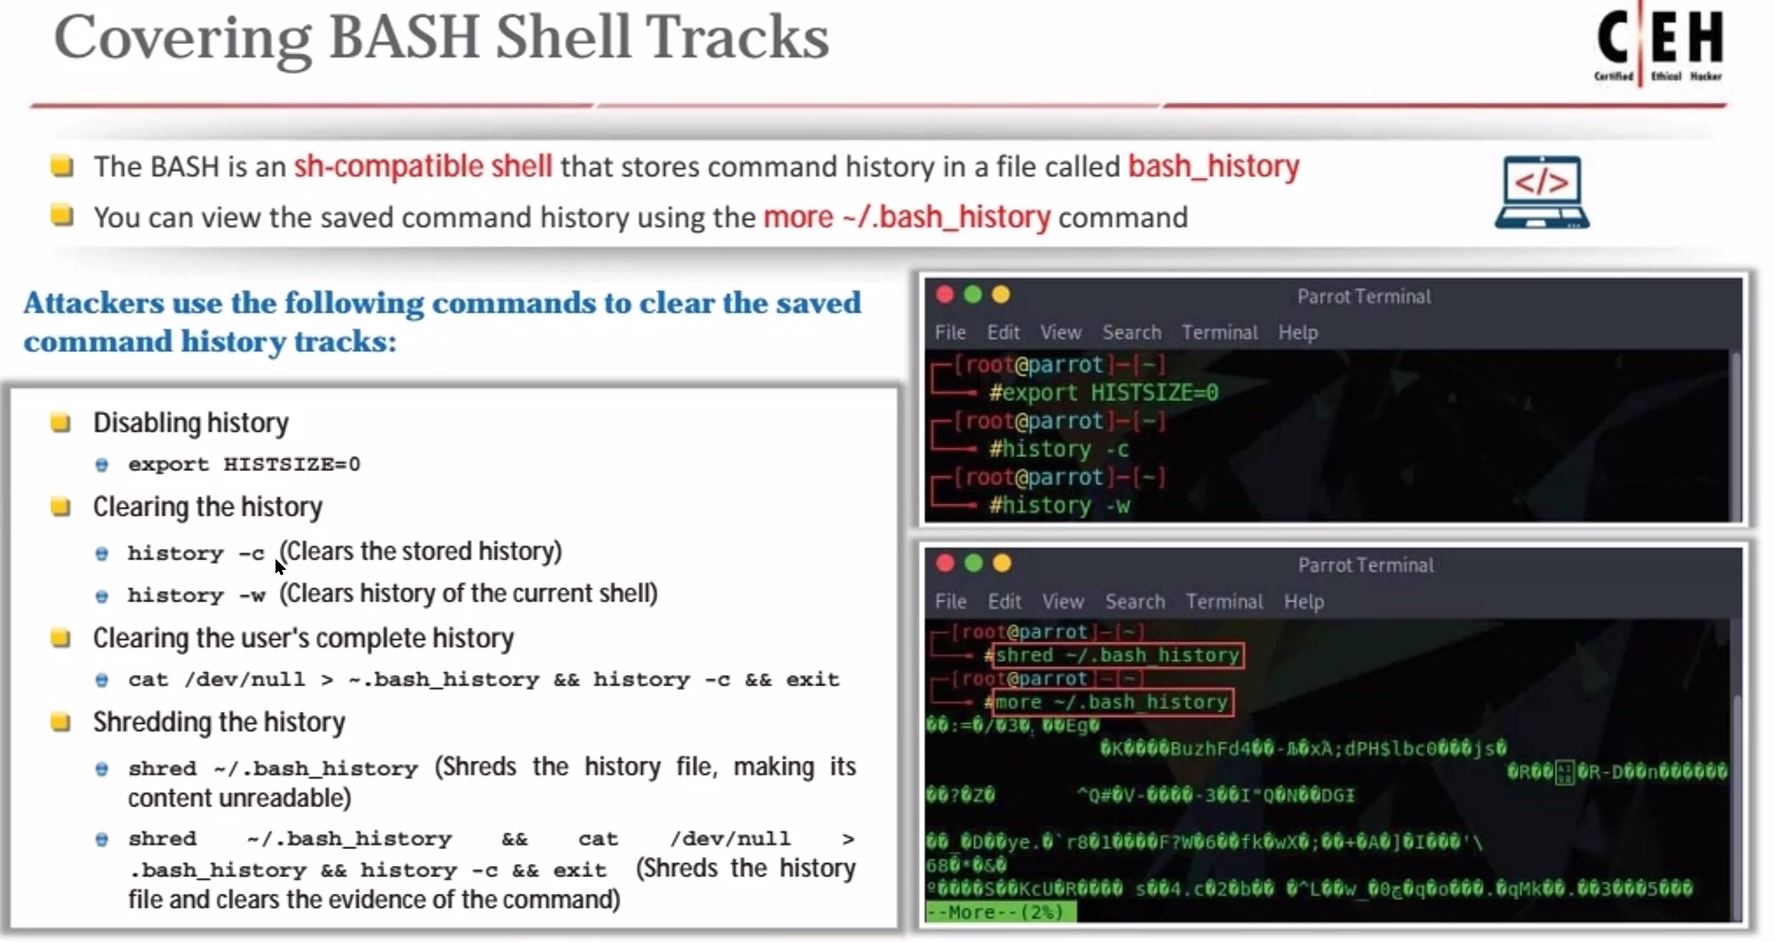 Covering BASH Shell Tracks
CEH
Certified Ethical Hacker
The BASH is an sh-compatible shell that stores command history in a file called bash_history
You can view the saved command history using the more ~/.bash_history command
</>
Attackers use the following commands to clear the saved
command history tracks:
Disabling history
export HISTSIZE=0
Clearing the history
history -c (Clears the stored history)
history -w (Clears history of the current shell)
Clearing the user's complete history
cat /dev/null > ~.bash_history && history -c && exit
Shredding the history
shred ~/.bash_history (Shreds the history file, making its
content unreadable)
shred ~/.bash_history && cat /dev/null >
.bash_history && history -c && exit (Shreds the history
file and clears the evidence of the command)
Parrot Terminal
File Edit View Search Terminal Help
[root@parrot]-[~]
#export HISTSIZE=0
[root@parrot]-[~]
#history -c
[root@parrot]-[~]
#history -w
Parrot Terminal
File Edit View Search Terminal Help
[root@parrot]-[~]
#shred ~/.bash_history
[root@parrot]-[~]
#more ~/.bash_history
--More--(2%)